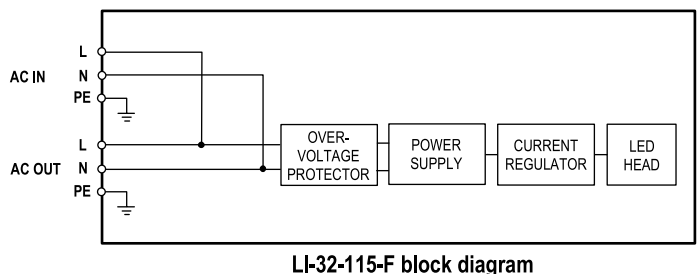 L
AC IN N
PE
L
AC OUT N
PE
OVER-
VOLTAGE
PROTECTOR
POWER
SUPPLY
CURRENT
REGULATOR
LED
HEAD
LI-32-115-F block diagram